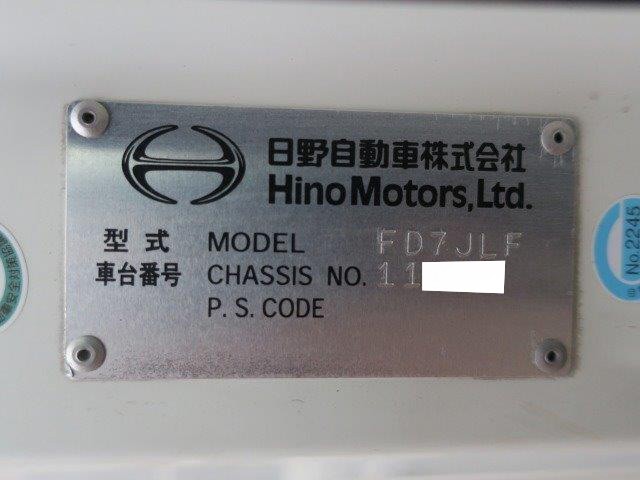 日野自動車株式会社
Hino Motors, Ltd.
型式 MODEL FD7JLF
車台番号 CHASSIS NO. 11
P. S. CODE
No.2245